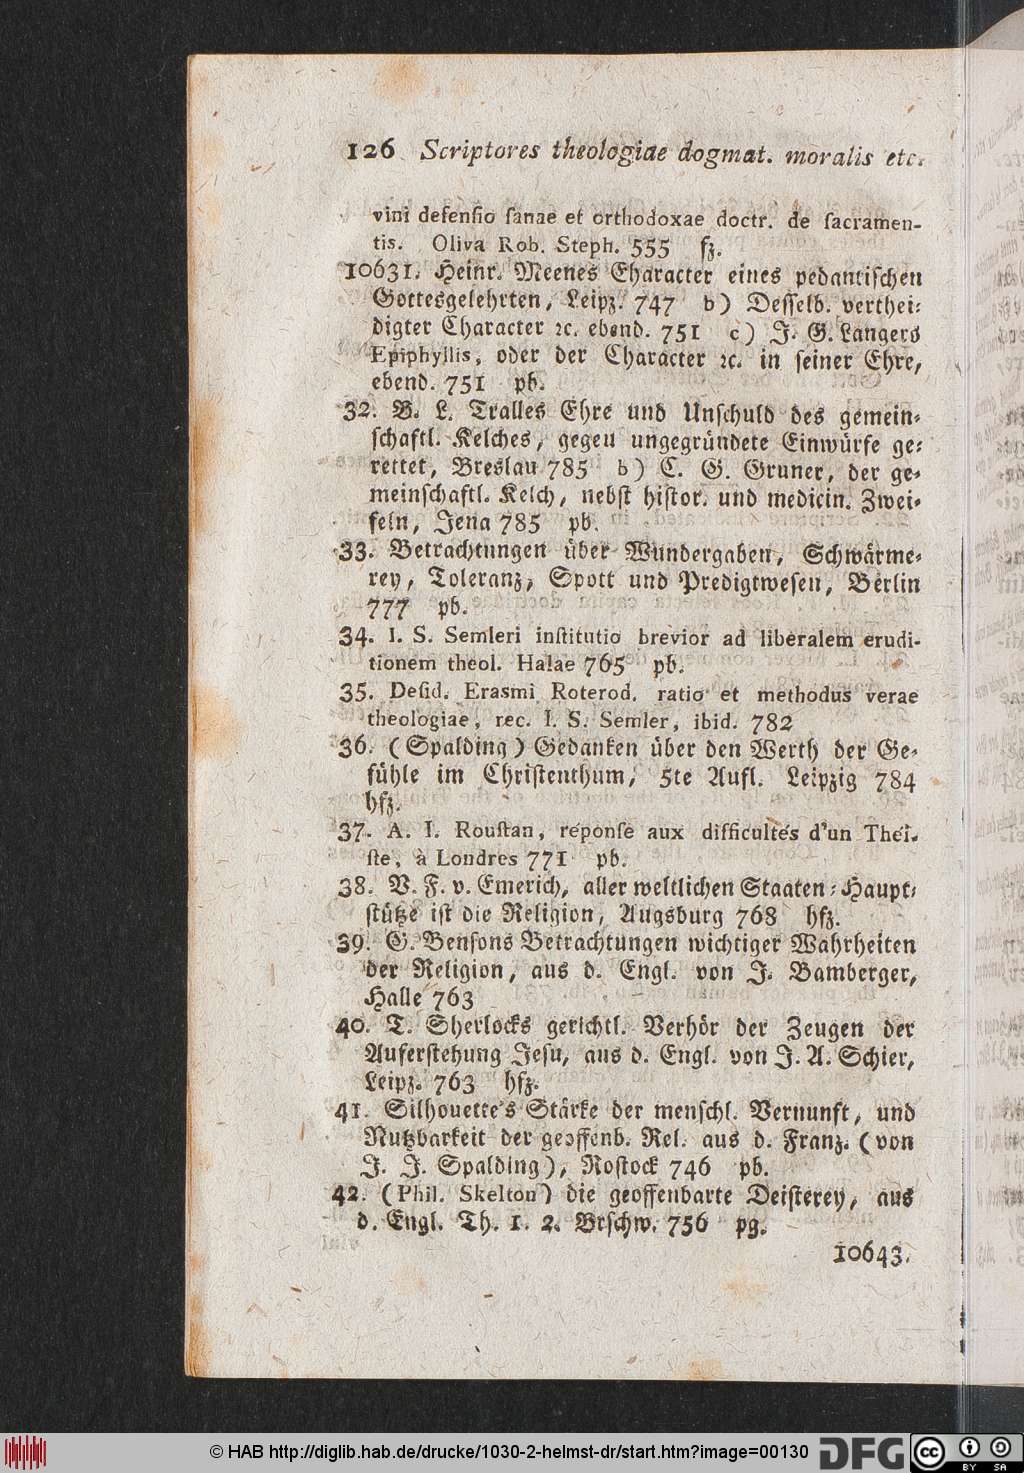 126 Scriptores theologiae dogmat. moralis etc.
vini defenſio ſanae et orthodoxae doctr. de ſacramen-
tis. Oliva Rob. Steph. 555 ſz.
10631. Heinr. Meenes Eharacter eines pedantiſchen
Gottesgelehrten, Leipz. 747 b) Deſſelb. verthei⸗
digter Character ꝛc. ebend. 751 c) J. G. Langers
Epiphyllis, oder der Character ꝛc. in ſeiner Ehre,
ebend. 751 pb.
32. B. L. Tralles Ehre und Unſchuld des gemein⸗
ſchaftl. Kelches, gegen ungegründete Einwürfe ge⸗
rettet, Breslau 785 b) C. G. Gruner, der ge⸗
meinſchaftl. Kelch, nebſt hiſtor. und medicin. Zwei⸗
feln, Jena 785 pb.
33. Betrachtungen über Wundergaben, Schwärme⸗
rey, Toleranz, Spott und Predigtweſen, Berlin
777 pb.
34. I. S. Semleri inſtitutio brevior ad liberalem erudi-
tionem theol. Halae 765 pb.
35. Deſid. Erasmi Roterod. ratio et methodus verae
theologiae, rec. I. S. Semler, ibid. 782
36. (Spalding) Gedanken über den Werth der Ge⸗
fühle im Chriſtenthum, 5te Aufl. Leipzig 784
hfz.
37. A. I. Rouſtan, réponſe aux difficultés d'un Théi-
ſte, à Londres 771 pb.
38. V. F. v. Emerich, aller weltlichen Staaten⸗Haupt⸗
ſtütze iſt die Religion, Augsburg 768 hfz.
39. G. Benſons Betrachtungen wichtiger Wahrheiten
der Religion, aus d. Engl. von J. Bamberger,
Halle 763
40. T. Sherlocks gerichtl. Verhör der Zeugen der
Auferſtehung Jeſu, aus d. Engl. von J. A. Schier,
Leipz. 763 hfz.
41. Silhouette's Stärke der menſchl. Vernunft, und
Nutzbarkeit der geoffenb. Rel. aus d. Franz. (von
J. J. Spalding), Roſtock 746 pb.
42. (Phil. Skelton) die geoffenbarte Deiſterey, aus
d. Engl. Th. 1. 2. Brſchw. 756 pg.
10643.
© HAB http://diglib.hab.de/drucke/1030-2-helmst-dr/start.htm?image=00130 DFG cc BY SA